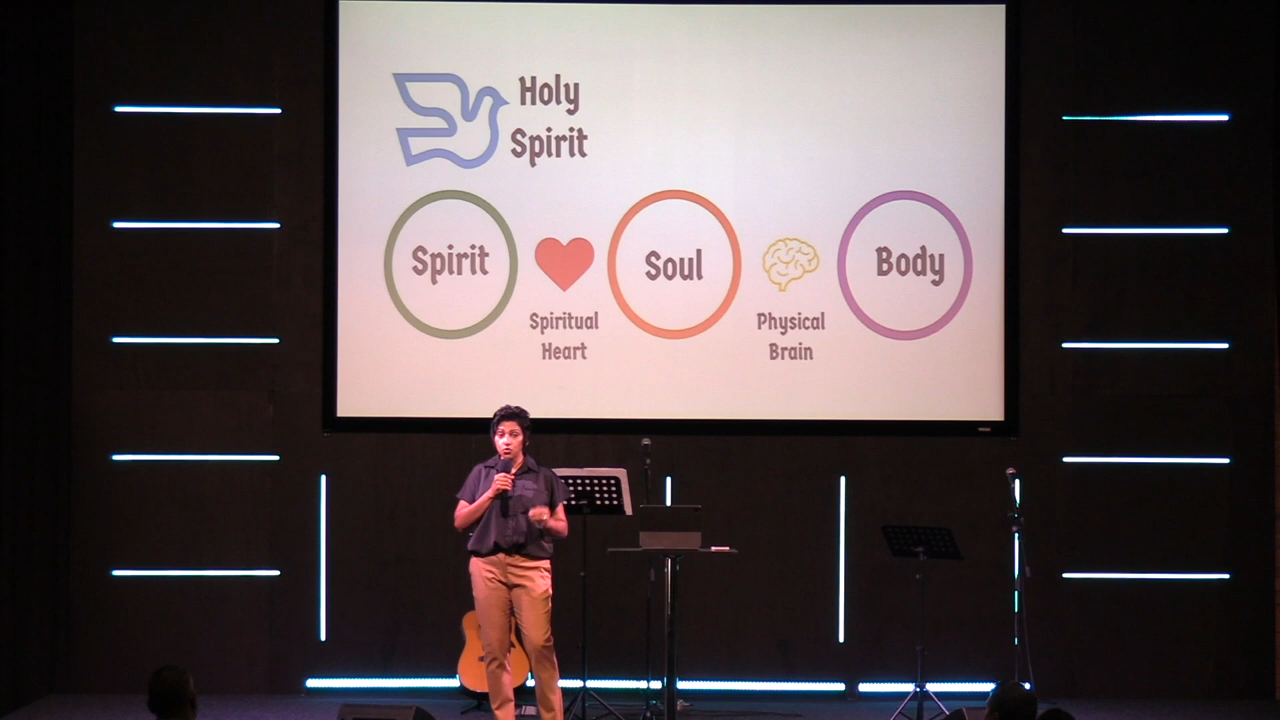 Holy
Spirit
Spirit
Soul
Body
Spiritual
Heart
Physical
Brain